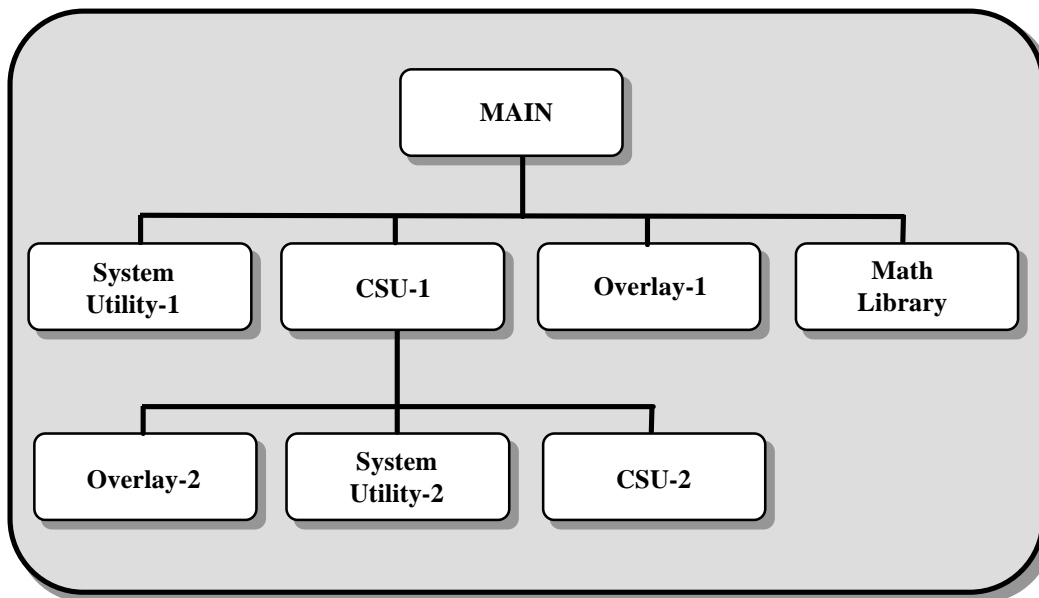 MAIN
System
Utility-1
CSU-1
Overlay-1
Math
Library
Overlay-2
System
Utility-2
CSU-2